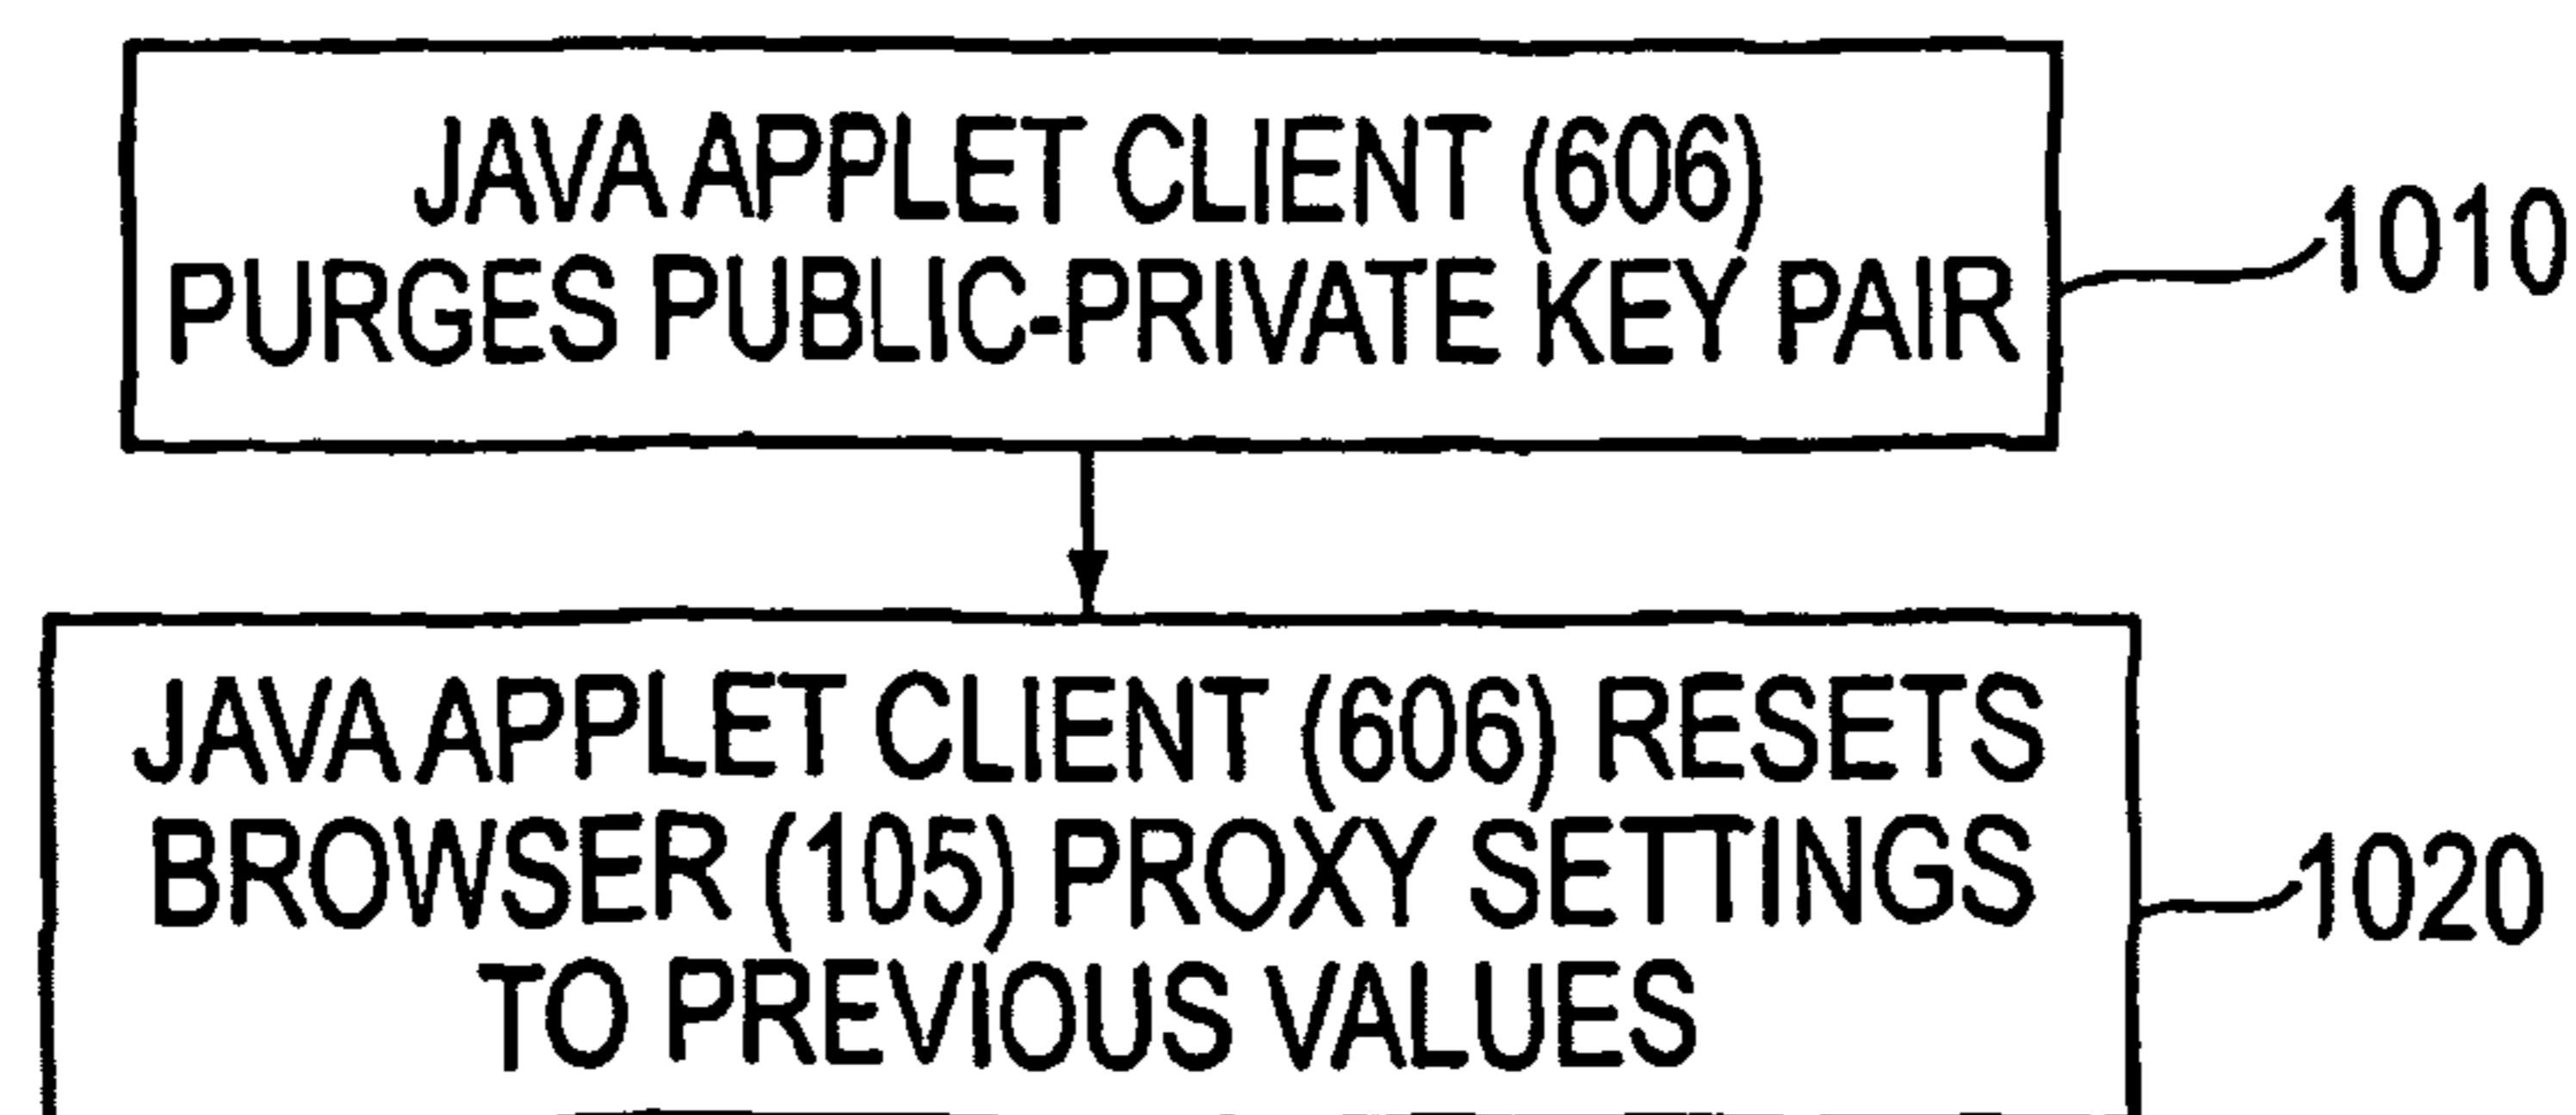 JAVA APPLET CLIENT (606)
PURGES PUBLIC-PRIVATE KEY PAIR
1010
JAVA APPLET CLIENT (606) RESETS
BROWSER (105) PROXY SETTINGS
TO PREVIOUS VALUES
1020